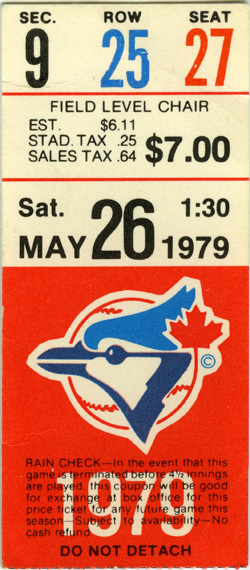 SEC. ROW SEAT
9 25 27
FIELD LEVEL CHAIR
EST. $6.11
STAD. TAX .25
SALES TAX .64 $7.00
Sat. 1:30
MAY 26 1979
©
RAIN CHECK—In the event that this
game is terminated before 4½ innings
are played, this coupon will be good
for exchange at box office for this
price ticket for any future game this
season—Subject to availability—No
cash refund
1979
DO NOT DETACH